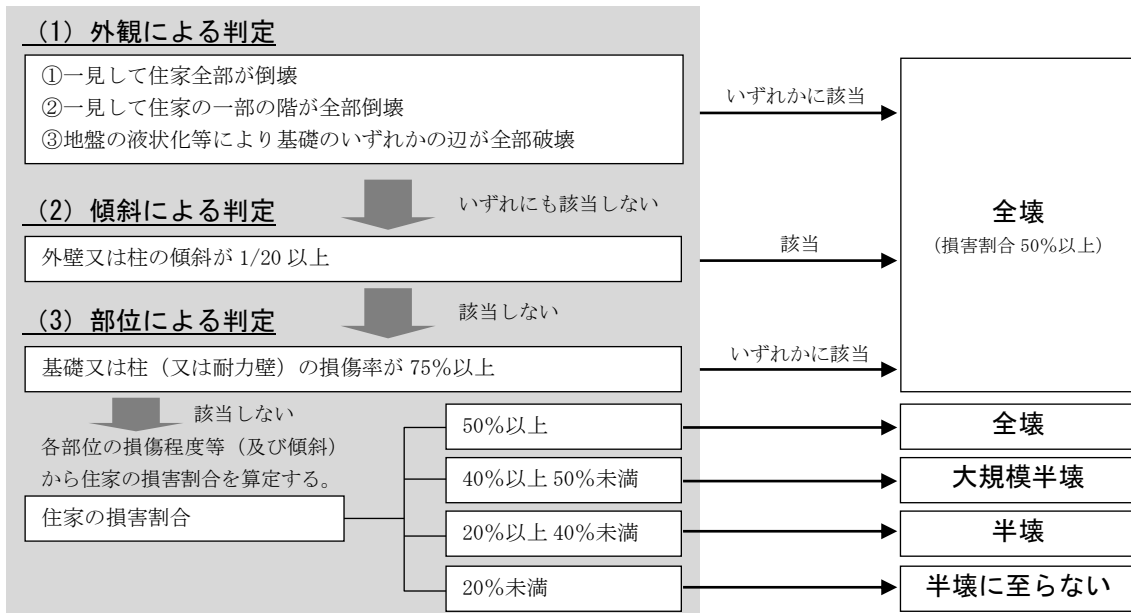 (1) 外観による判定
①一見して住家全部が倒壊
②一見して住家の一部の階が全部倒壊
③地盤の液状化等により基礎のいずれかの辺が全部破壊
いずれかに該当
いずれにも該当しない
全壊
(損害割合 50%以上)
(2) 傾斜による判定
外壁又は柱の傾斜が 1/20 以上
該当
該当しない
(3) 部位による判定
基礎又は柱（又は耐力壁）の損傷率が 75%以上
いずれかに該当
該当しない
各部位の損傷程度等（及び傾斜）
から住家の損害割合を算定する。
住家の損害割合
50%以上
全壊
40%以上 50%未満
大規模半壊
20%以上 40%未満
半壊
20%未満
半壊に至らない